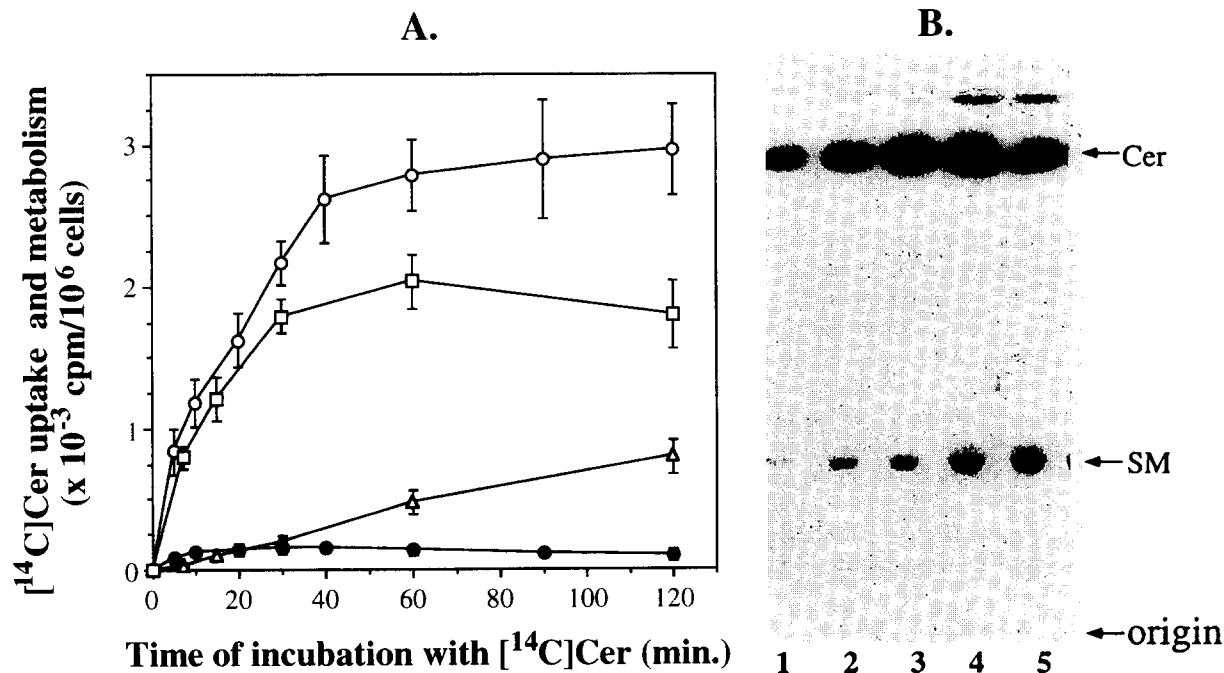 A.
[¹⁴C]Cer uptake and metabolism
(x 10⁻³ cpm/10⁶ cells)
3
2
1
0
0 20 40 60 80 100 120
Time of incubation with [¹⁴C]Cer (min.)
B.
Cer
SM
origin
1 2 3 4 5